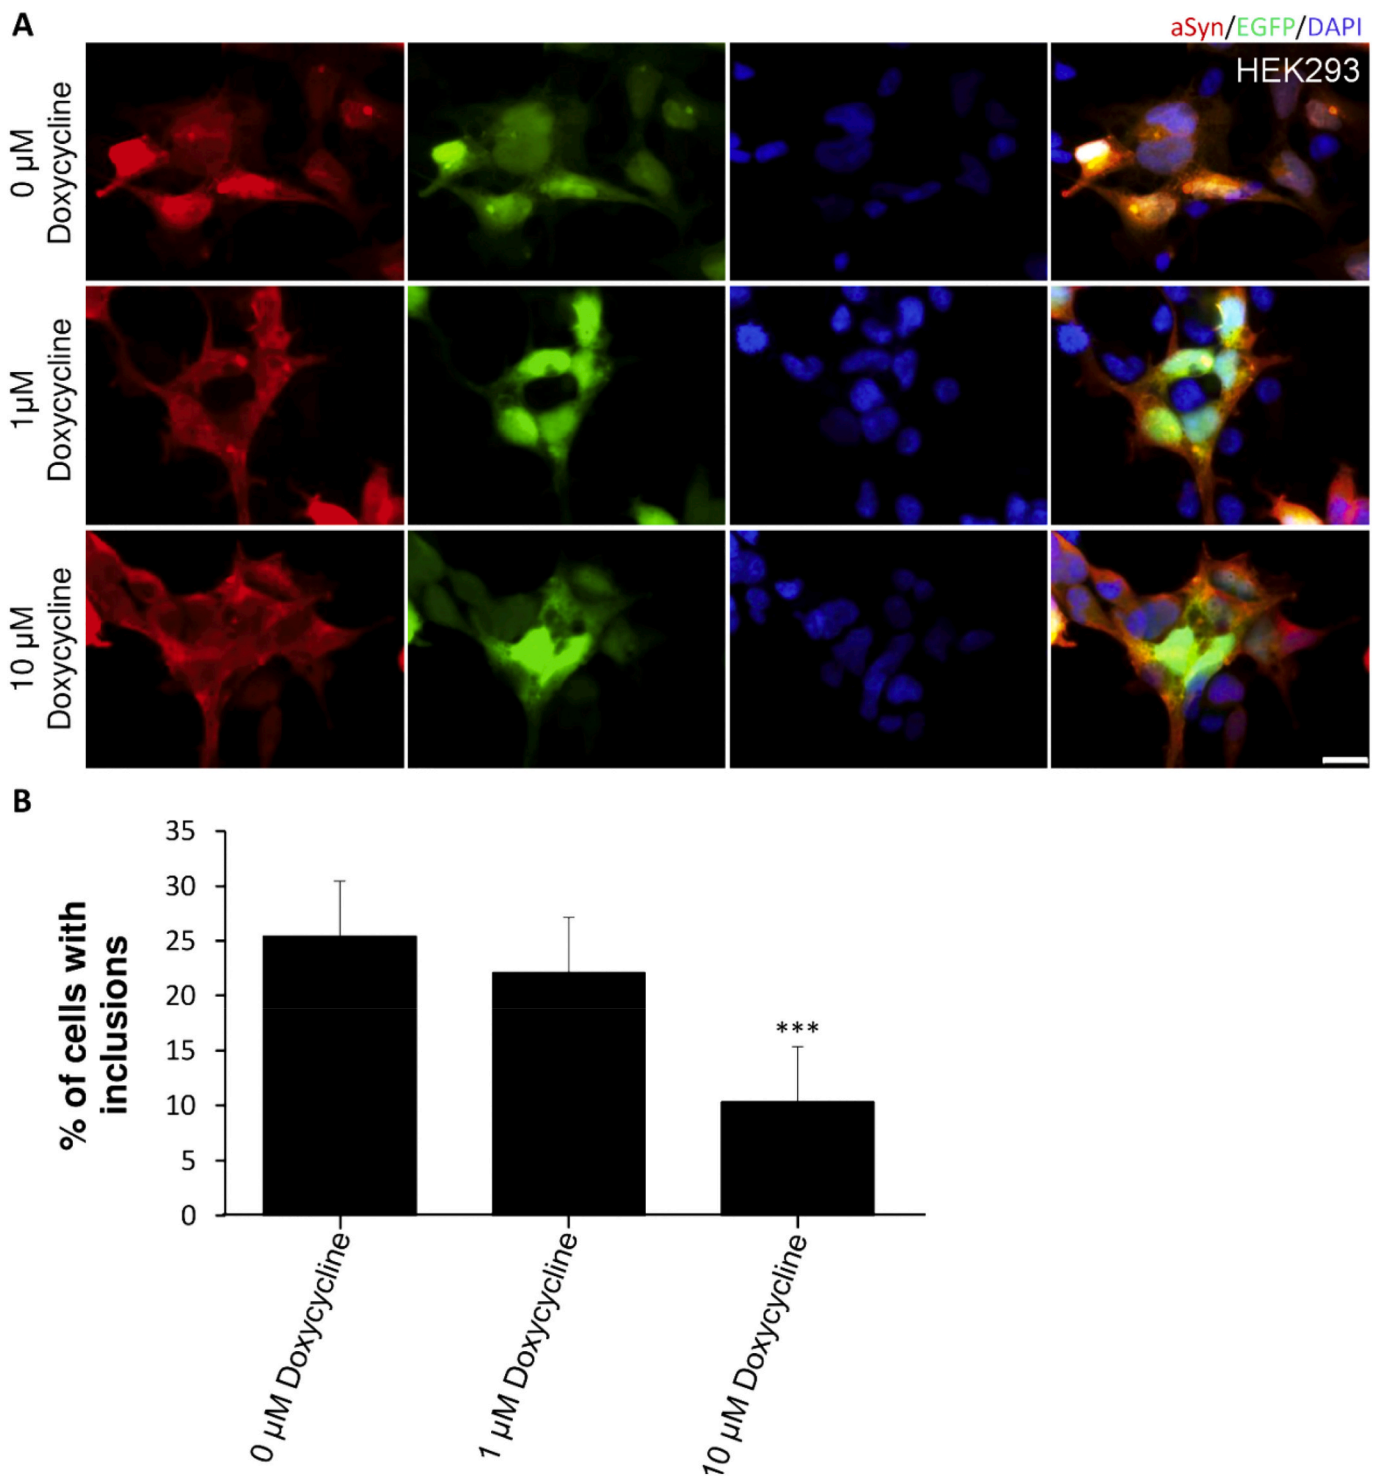 A
aSyn/EGFP/DAPI
HEK293
0 µM
Doxycycline
1µM
Doxycycline
10 µM
Doxycycline
B
% of cells with
inclusions
35
30
25
20
15
10
5
0
***
0 µM Doxycycline
1 µM Doxycycline
10 µM Doxycycline